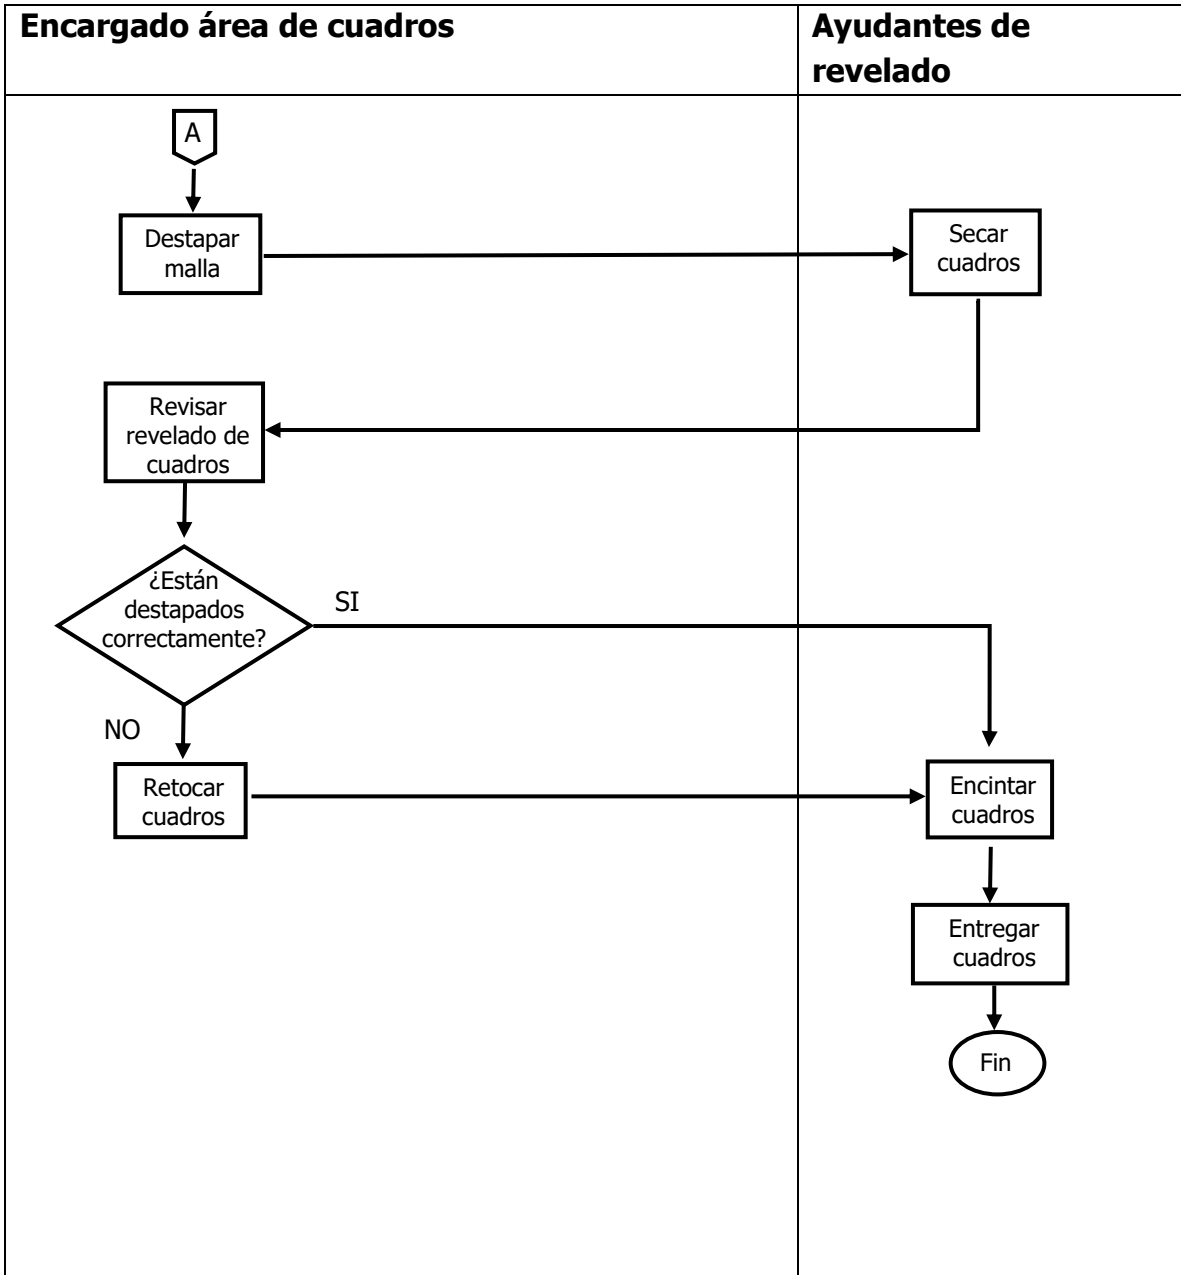 Encargado área de cuadros
Ayudantes de
revelado
A
Destapar
malla
Secar
cuadros
Revisar
revelado de
cuadros
¿Están
destapados
correctamente?
SI
NO
Retocar
cuadros
Encintar
cuadros
Entregar
cuadros
Fin